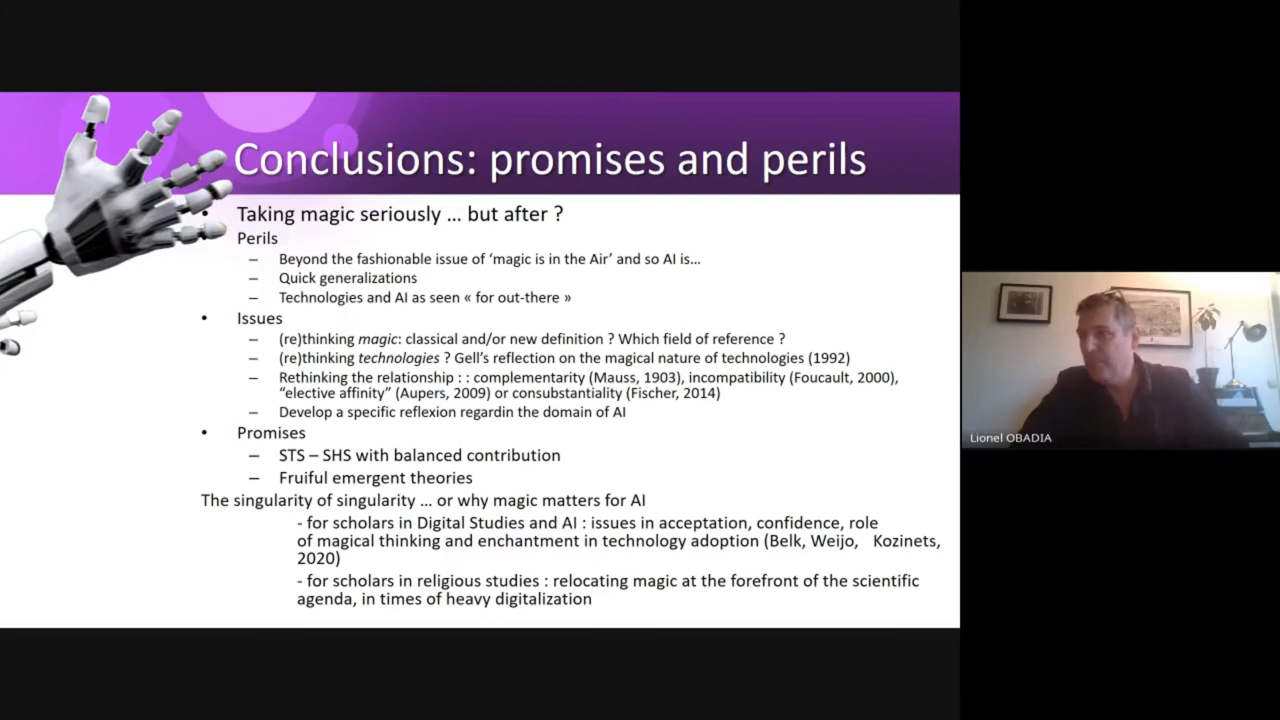 Conclusions: promises and perils
• Taking magic seriously … but after ?
Perils
– Beyond the fashionable issue of ‘magic is in the Air’ and so AI is…
– Quick generalizations
– Technologies and AI as seen « for out-there »
• Issues
– (re)thinking magic: classical and/or new definition ? Which field of reference ?
– (re)thinking technologies ? Gell’s reflection on the magical nature of technologies (1992)
– Rethinking the relationship : : complementarity (Mauss, 1903), incompatibility (Foucault, 2000),
“elective affinity” (Aupers, 2009) or consubstantiality (Fischer, 2014)
– Develop a specific reflexion regardin the domain of AI
• Promises
– STS – SHS with balanced contribution
– Fruiful emergent theories
The singularity of singularity … or why magic matters for AI
- for scholars in Digital Studies and AI : issues in acceptation, confidence, role
of magical thinking and enchantment in technology adoption (Belk, Weijo, Kozinets,
2020)
- for scholars in religious studies : relocating magic at the forefront of the scientific
agenda, in times of heavy digitalization
Lionel OBADIA